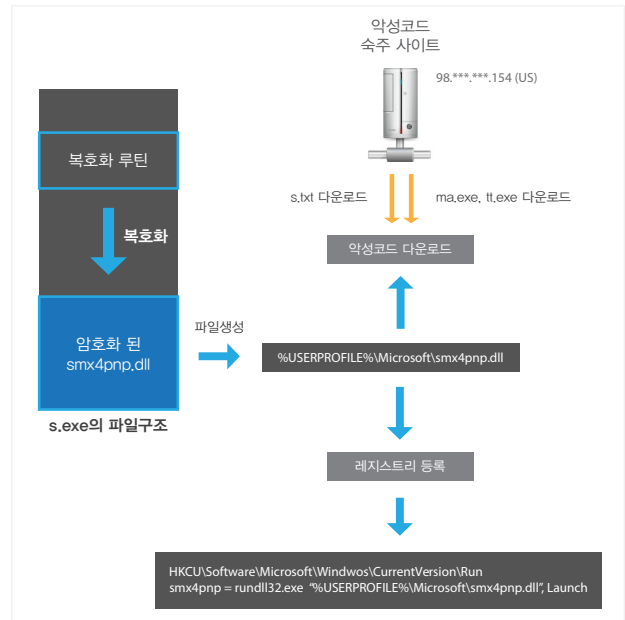 악성코드
숙주 사이트
98.***.***.154 (US)
복호화 루틴
복호화
암호화 된
smx4pnp.dll
s.exe의 파일구조
s.txt 다운로드
ma.exe, tt.exe 다운로드
악성코드 다운로드
파일생성
%USERPROFILE%\Microsoft\smx4pnp.dll
레지스트리 등록
HKCU\Software\Microsoft\Windwos\CurrentVersion\Run
smx4pnp = rundll32.exe “%USERPROFILE%\Microsoft\smx4pnp.dll”, Launch